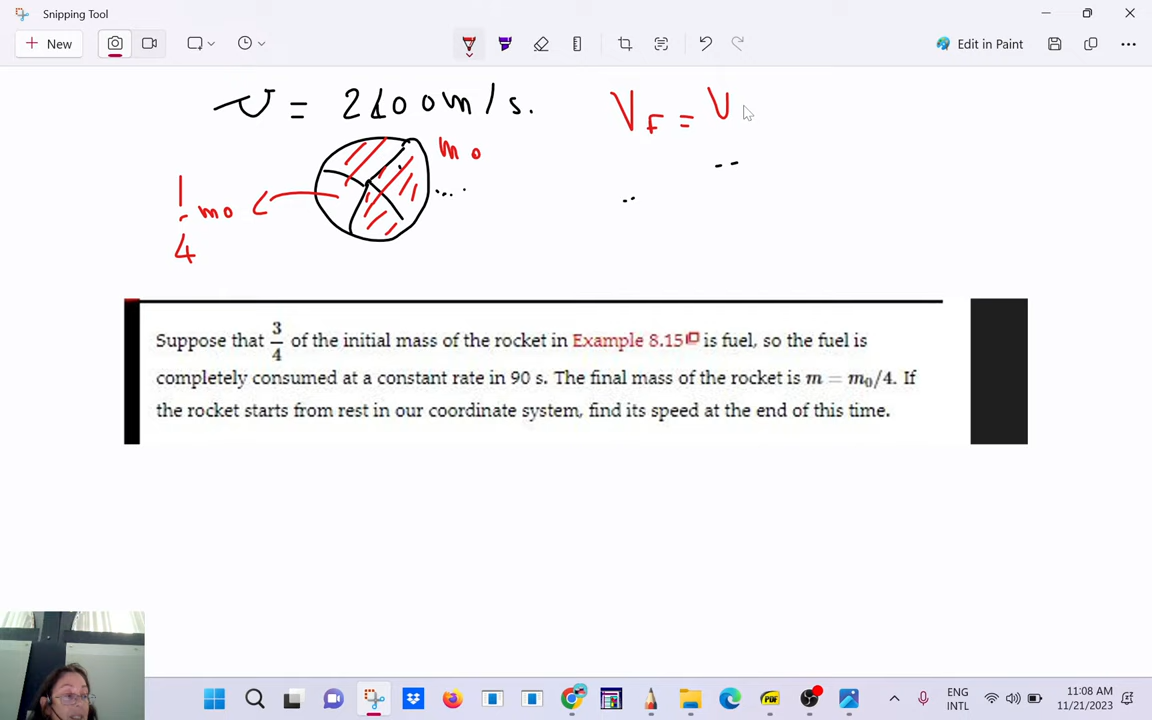 Snipping Tool
New
Edit in Paint
v = 2100m/s.
VF = V
m0
1/4 m0
Suppose that 3/4 of the initial mass of the rocket in Example 8.15 is fuel, so the fuel is
completely consumed at a constant rate in 90 s. The final mass of the rocket is m = m₀/4. If
the rocket starts from rest in our coordinate system, find its speed at the end of this time.
PDF
ENG
INTL
11:08 AM
11/21/2023